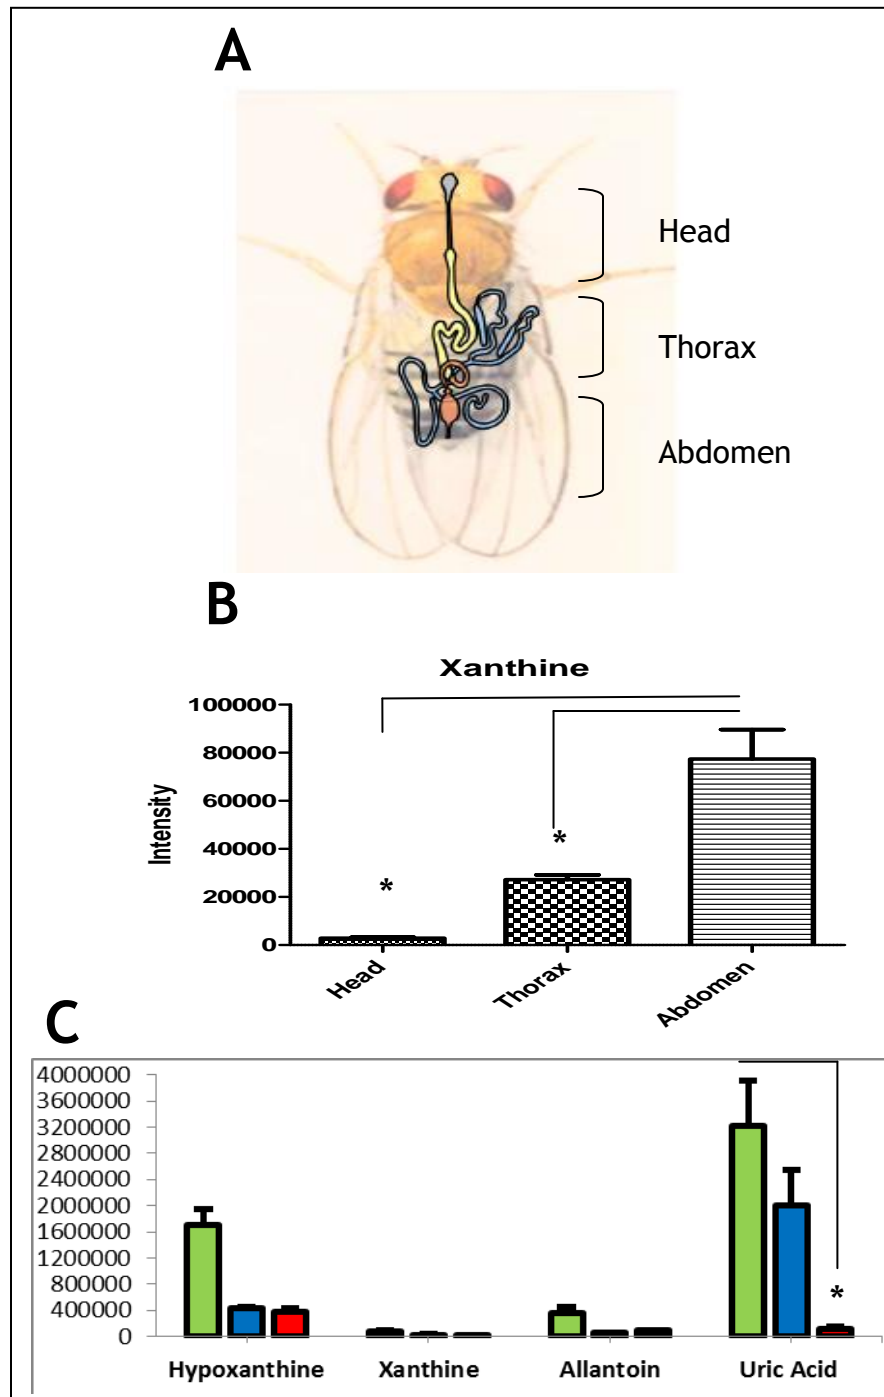 A
Head
Thorax
Abdomen
B
Xanthine
100000
80000
60000
40000
20000
0
Intensity
*
*
Head
Thorax
Abdomen
C
4000000
3600000
3200000
2800000
2400000
2000000
1600000
1200000
800000
400000
0
*
Hypoxanthine Xanthine Allantoin Uric Acid